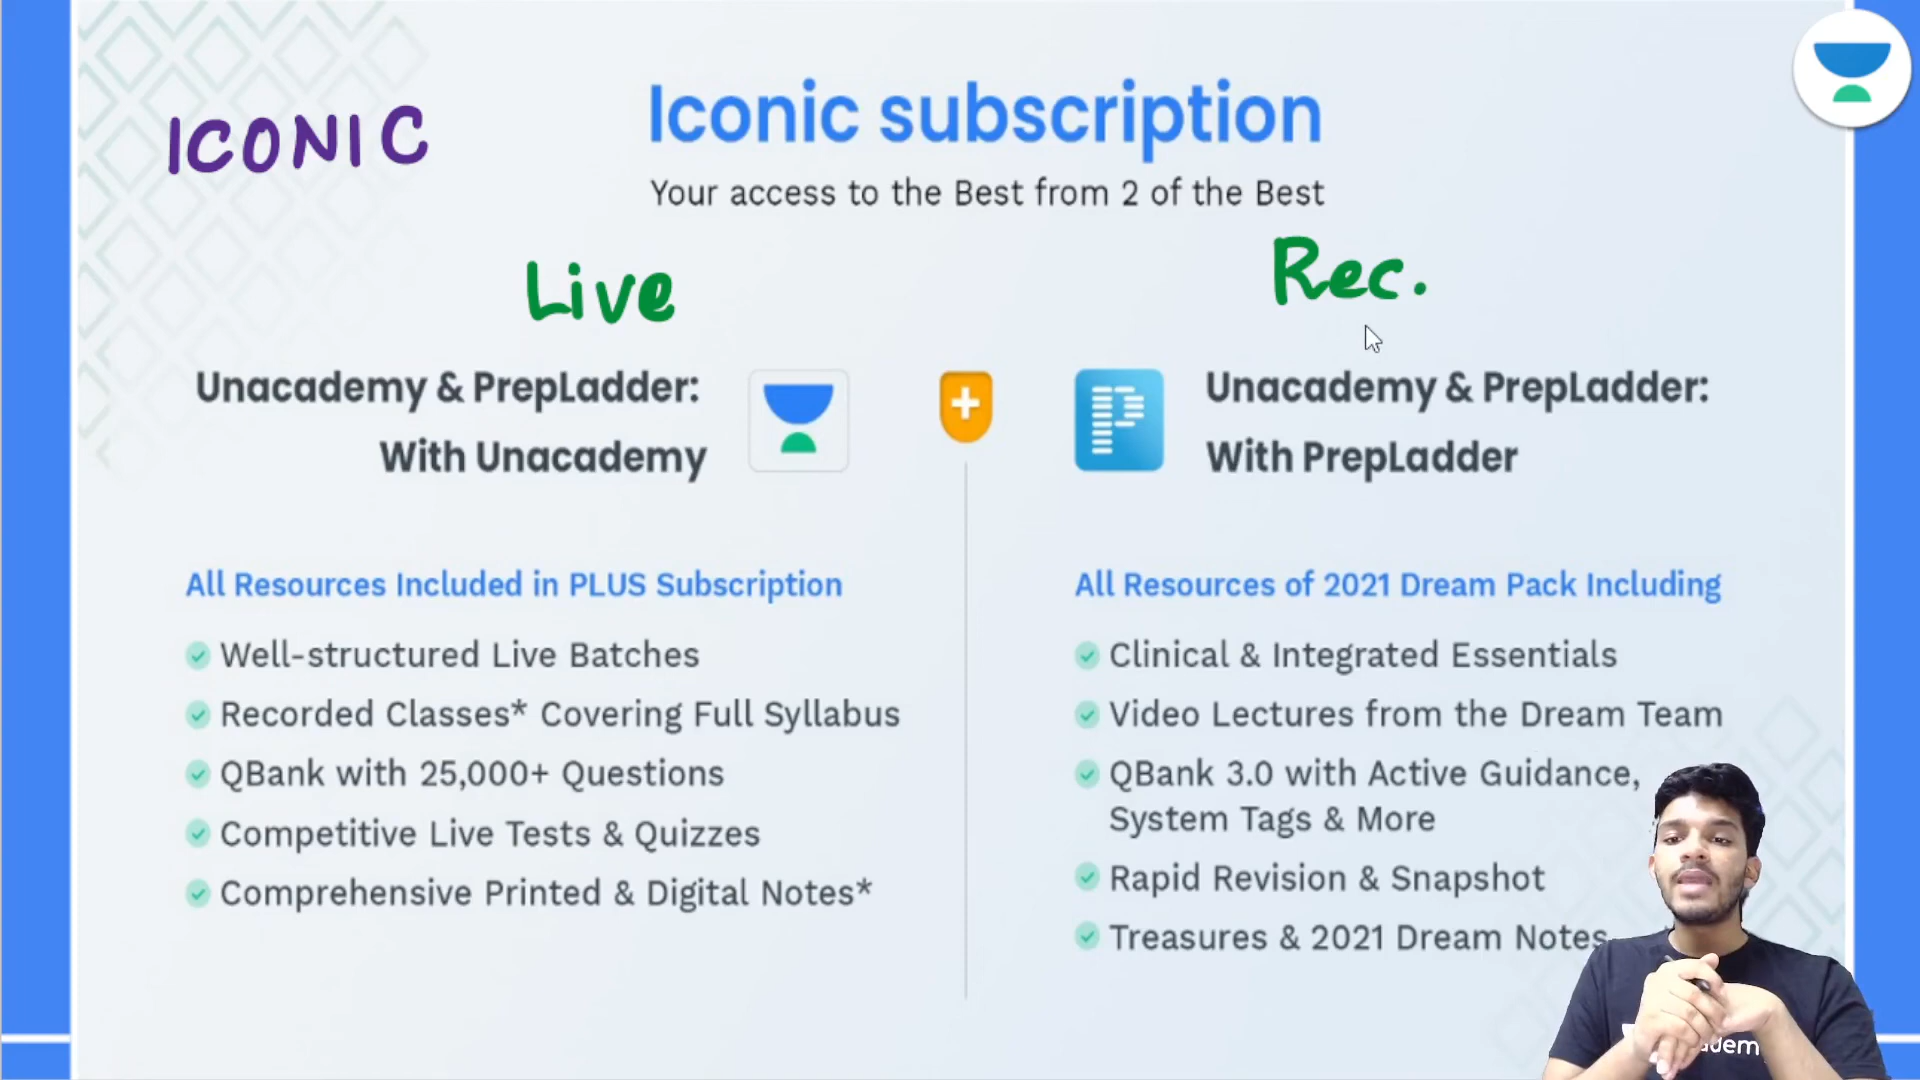 Iconic subscription
ICONIC
Your access to the Best from 2 of the Best
Live
Rec.
Unacademy & PrepLadder:
With Unacademy
Unacademy & PrepLadder:
With PrepLadder
All Resources Included in PLUS Subscription
Well-structured Live Batches
Recorded Classes* Covering Full Syllabus
QBank with 25,000+ Questions
Competitive Live Tests & Quizzes
Comprehensive Printed & Digital Notes*
All Resources of 2021 Dream Pack Including
Clinical & Integrated Essentials
Video Lectures from the Dream Team
QBank 3.0 with Active Guidance,
System Tags & More
Rapid Revision & Snapshot
Treasures & 2021 Dream Notes